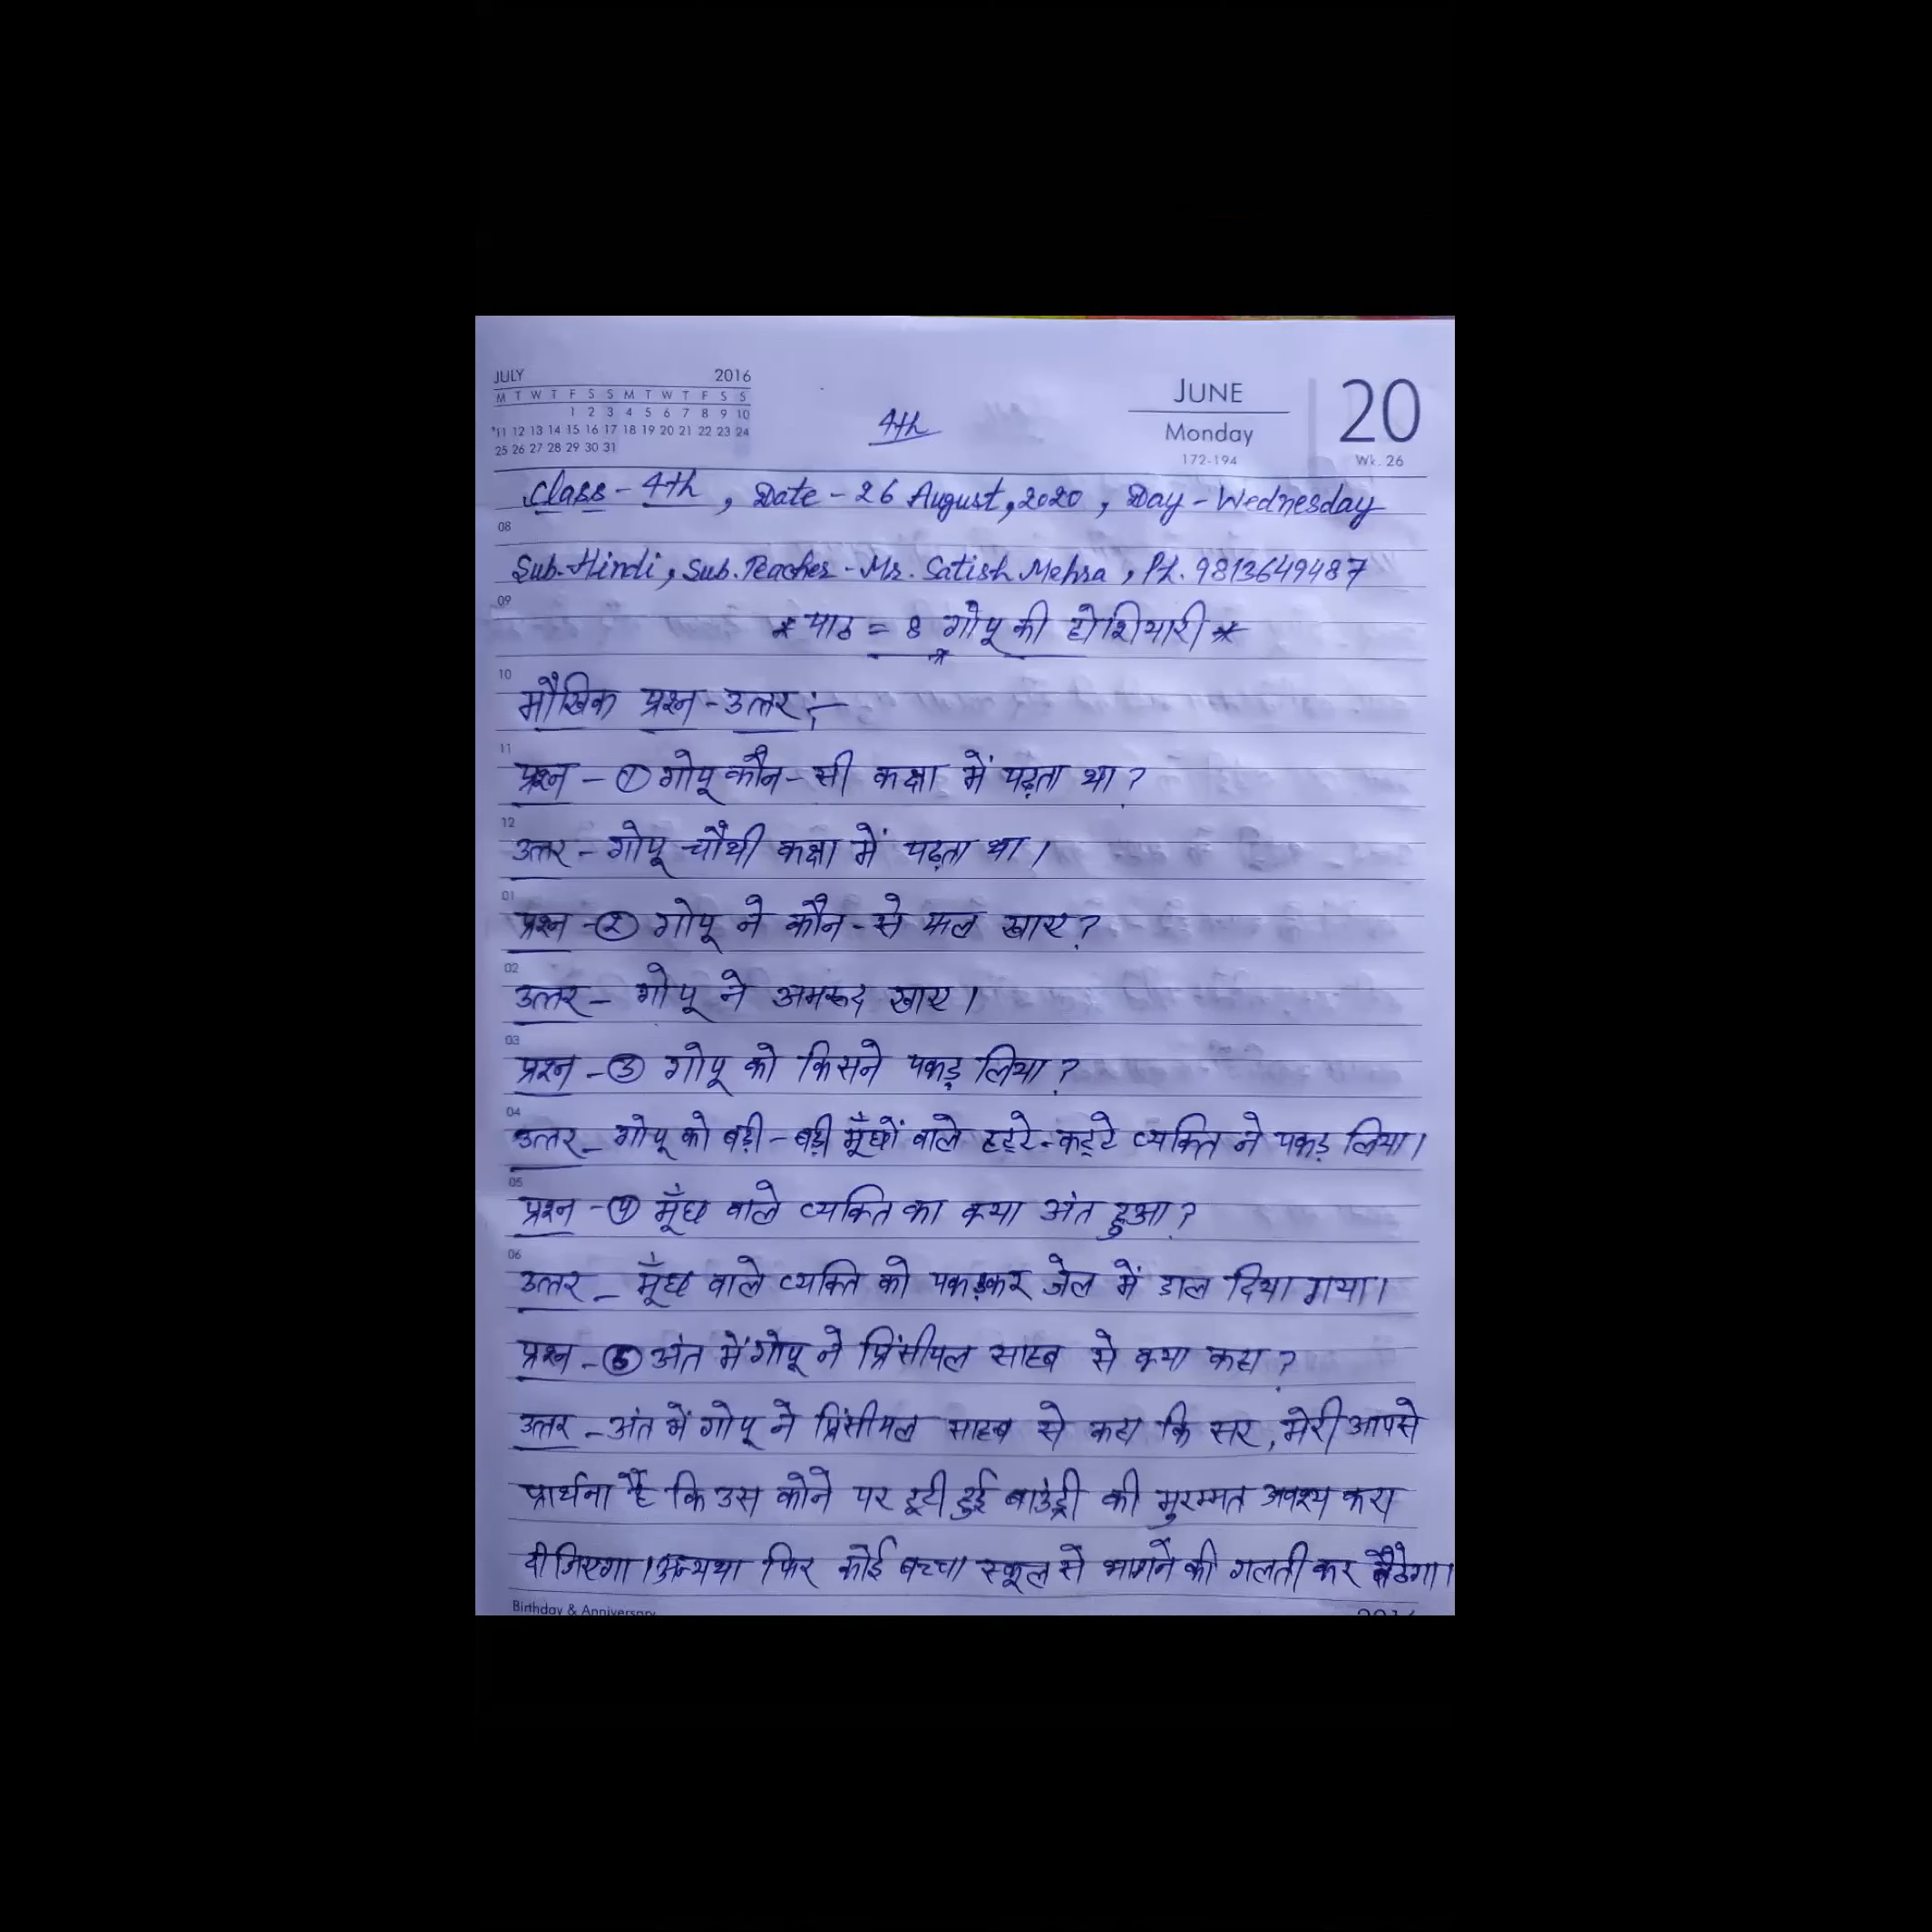 JULY 2016
M T W T F S S M T W T F S S
1 2 3 4 5 6 7 8 9 10
*11 12 13 14 15 16 17 18 19 20 21 22 23 24
25 26 27 28 29 30 31
4th
JUNE
Monday
172-194
20
Wk. 26
Class - 4th, Date - 26 August, 2020, Day - Wednesday
08
Sub. Hindi, Sub. Teacher - Mr. Satish Mehra, Ph. 9813649487
09
* पाठ = 8 गोपू की होशियारी *
10
मौखिक प्रश्न - उत्तर :-
11
प्रश्न - ① गोपू कौन - सी कक्षा में पढ़ता था ?
12
उत्तर - गोपू चौथी कक्षा में पढ़ता था ।
01
प्रश्न - ② गोपू ने कौन - से फल खाए ?
02
उत्तर - गोपू ने अमरूद खाए ।
03
प्रश्न - ③ गोपू को किसने पकड़ लिया ?
04
उत्तर - गोपू को बड़ी - बड़ी मूँछों वाले हट्टे - कट्टे व्यक्ति ने पकड़ लिया ।
05
प्रश्न - ④ मूँछ वाले व्यक्ति का क्या अंत हुआ ?
06
उत्तर - मूँछ वाले व्यक्ति को पकड़कर जेल में डाल दिया गया ।
प्रश्न - ⑤ अंत में गोपू ने प्रिंसीपल साहब से क्या कहा ?
उत्तर - अंत में गोपू ने प्रिंसीपल साहब से कहा कि सर, मेरी आपसे
प्रार्थना है कि उस कोने पर टूटी हुई बाउंड्री की मुरम्मत अवश्य करा
दीजिएगा । अन्यथा फिर कोई बच्चा स्कूल से भागने की गलती कर बैठेगा ।
Birthday & Anniversary